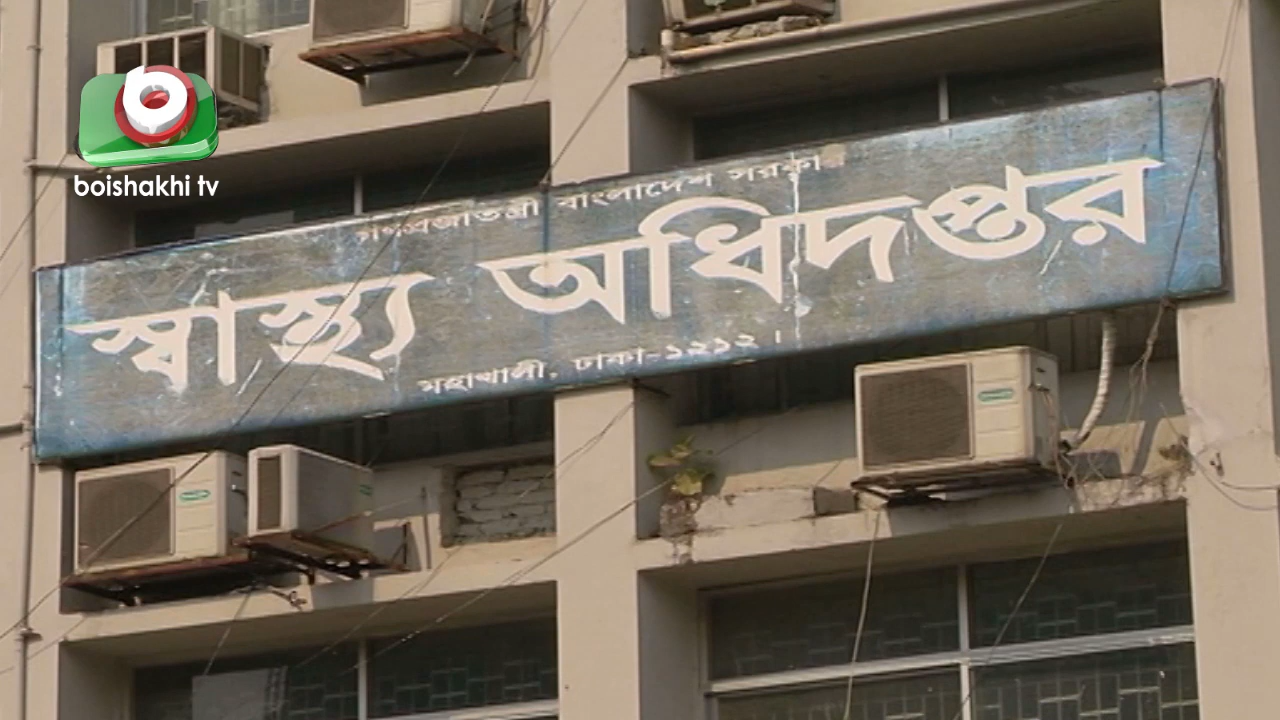 boishakhi tv
গণপ্রজাতন্ত্রী বাংলাদেশ সরকার
স্বাস্থ্য অধিদপ্তর
মহাখালী, ঢাকা-১২১২।